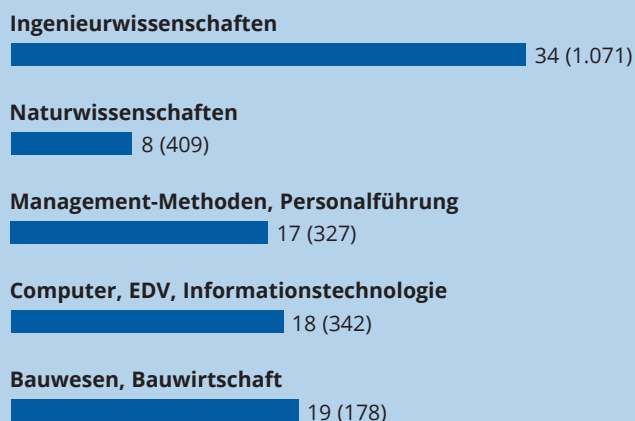 Ingenieurwissenschaften
34 (1.071)
Naturwissenschaften
8 (409)
Management-Methoden, Personalführung
17 (327)
Computer, EDV, Informationstechnologie
18 (342)
Bauwesen, Bauwirtschaft
19 (178)